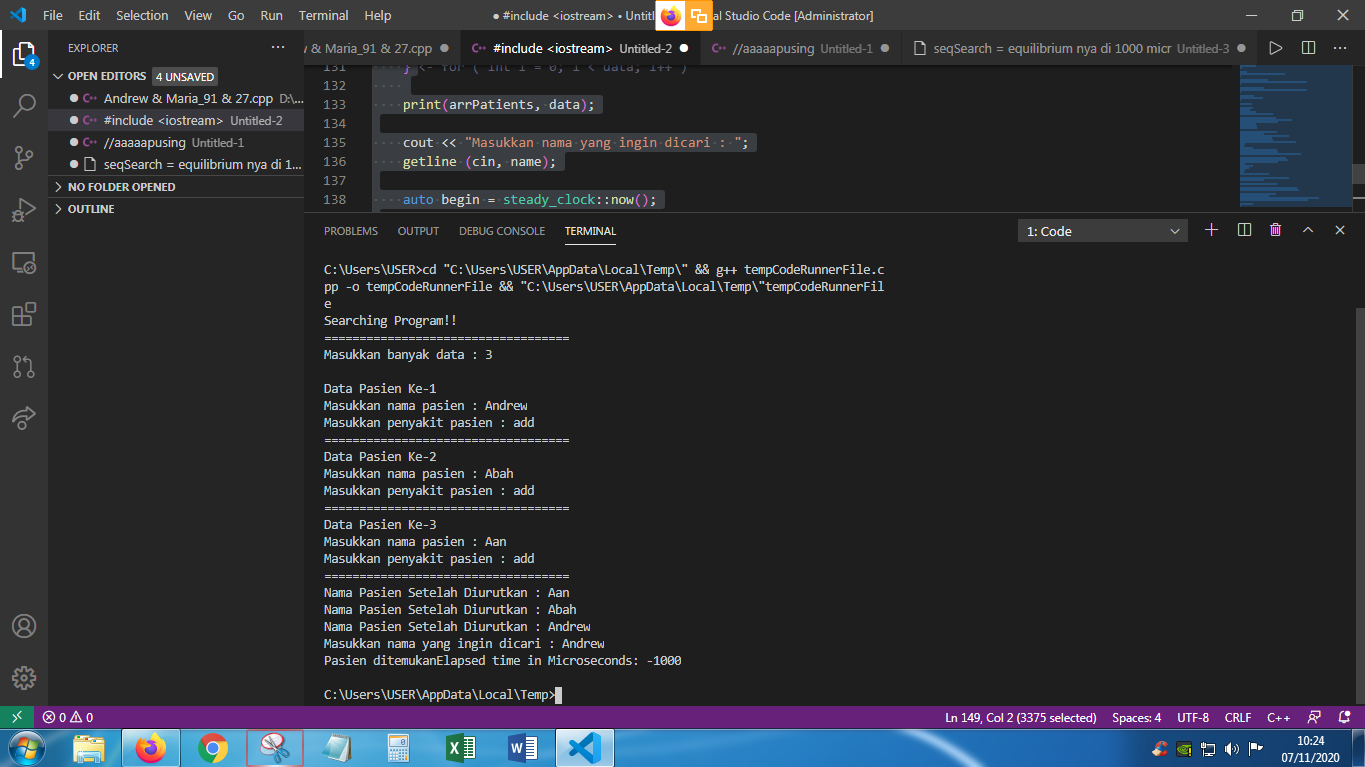 File Edit Selection View Go Run Terminal Help
● #include <iostream> • Untitl
al Studio Code [Administrator]
EXPLORER
4
OPEN EDITORS 4 UNSAVED
Andrew & Maria_91 & 27.cpp D:\...
#include <iostream> Untitled-2
//aaaaapusing Untitled-1
seqSearch = equilibrium nya di 1...
NO FOLDER OPENED
OUTLINE
w & Maria_91 & 27.cpp
#include <iostream> Untitled-2
//aaaaapusing Untitled-1
seqSearch = equilibrium nya di 1000 micr Untitled-3
131 } <- for ( int i = 0; i < data; i++ )
132
133 print(arrPatients, data);
134
135 cout << "Masukkan nama yang ingin dicari : ";
136 getline (cin, name);
137
138 auto begin = steady_clock::now();
PROBLEMS OUTPUT DEBUG CONSOLE TERMINAL
1: Code
C:\Users\USER>cd "C:\Users\USER\AppData\Local\Temp\" && g++ tempCodeRunnerFile.c
pp -o tempCodeRunnerFile && "C:\Users\USER\AppData\Local\Temp\"tempCodeRunnerFil
e
Searching Program!!
===================================
Masukkan banyak data : 3
Data Pasien Ke-1
Masukkan nama pasien : Andrew
Masukkan penyakit pasien : add
===================================
Data Pasien Ke-2
Masukkan nama pasien : Abah
Masukkan penyakit pasien : add
===================================
Data Pasien Ke-3
Masukkan nama pasien : Aan
Masukkan penyakit pasien : add
===================================
Nama Pasien Setelah Diurutkan : Aan
Nama Pasien Setelah Diurutkan : Abah
Nama Pasien Setelah Diurutkan : Andrew
Masukkan nama yang ingin dicari : Andrew
Pasien ditemukanElapsed time in Microseconds: -1000
C:\Users\USER\AppData\Local\Temp>
0 0
Ln 149, Col 2 (3375 selected) Spaces: 4 UTF-8 CRLF C++
10:24
07/11/2020